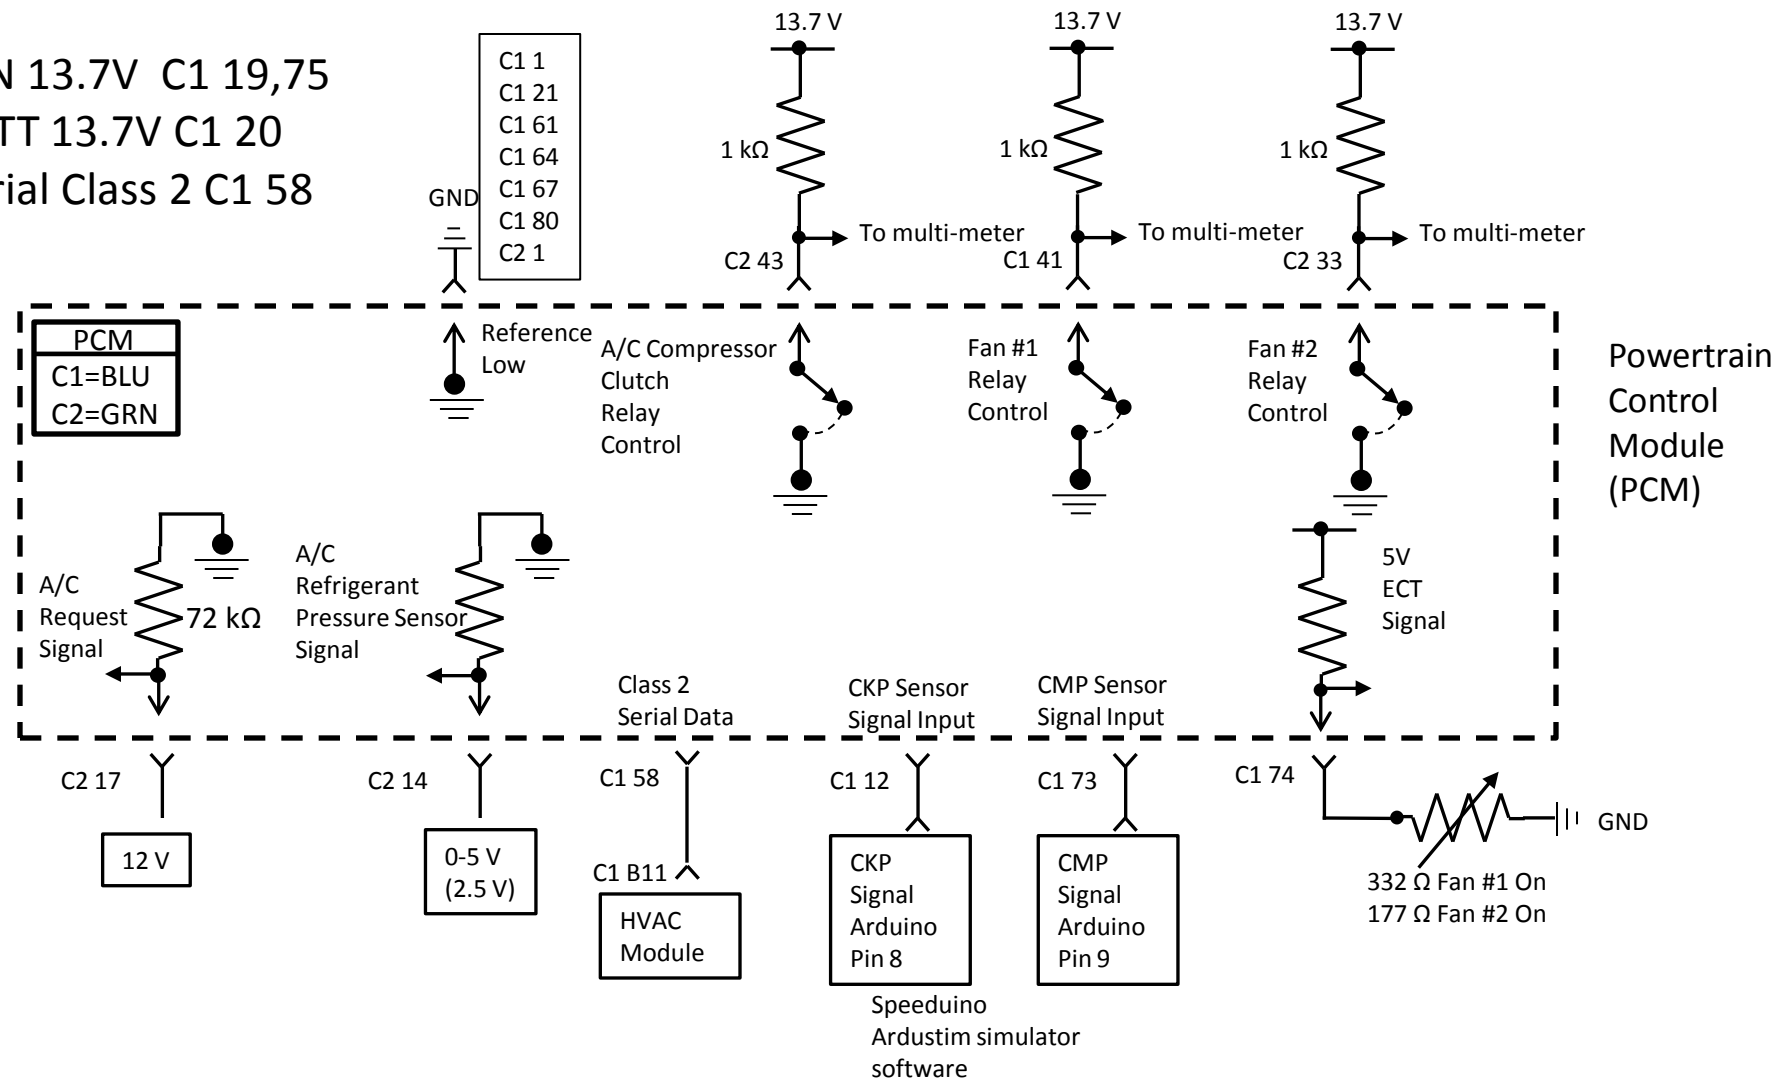 N 13.7V  C1 19,75
TT 13.7V C1 20
rial Class 2 C1 58
GND
C1 1
C1 21
C1 61
C1 64
C1 67
C1 80
C2 1
13.7 V
1 kΩ
To multi-meter
C2 43
13.7 V
1 kΩ
To multi-meter
C1 41
13.7 V
1 kΩ
To multi-meter
C2 33
PCM
C1=BLU
C2=GRN
Reference
Low
A/C Compressor
Clutch
Relay
Control
Fan #1
Relay
Control
Fan #2
Relay
Control
Powertrain
Control
Module
(PCM)
A/C
Request
Signal
72 kΩ
A/C
Refrigerant
Pressure Sensor
Signal
5V
ECT
Signal
Class 2
Serial Data
CKP Sensor
Signal Input
CMP Sensor
Signal Input
C2 17
12 V
C2 14
0-5 V
(2.5 V)
C1 58
C1 B11
HVAC
Module
C1 12
CKP
Signal
Arduino
Pin 8
C1 73
CMP
Signal
Arduino
Pin 9
Speeduino
Ardustim simulator
software
C1 74
GND
332 Ω Fan #1 On
177 Ω Fan #2 On